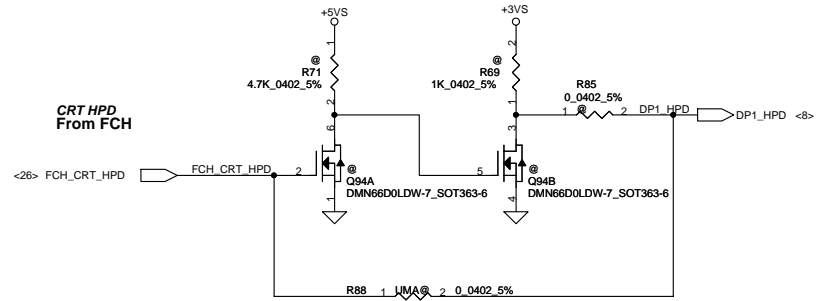 +5VS
+3VS
1
2
@
R71
4.7K_0402_5%
@
R69
1K_0402_5%
2
1
R85
0_0402_5%
@
1
2
DP1_HPD
DP1_HPD <8>
CRT HPD
From FCH
6
3
<26> FCH_CRT_HPD
FCH_CRT_HPD
2
5
@
Q94A
DMN66D0LDW-7_SOT363-6
@
Q94B
DMN66D0LDW-7_SOT363-6
1
4
R88 1 UMA@ 2 0_0402_5%